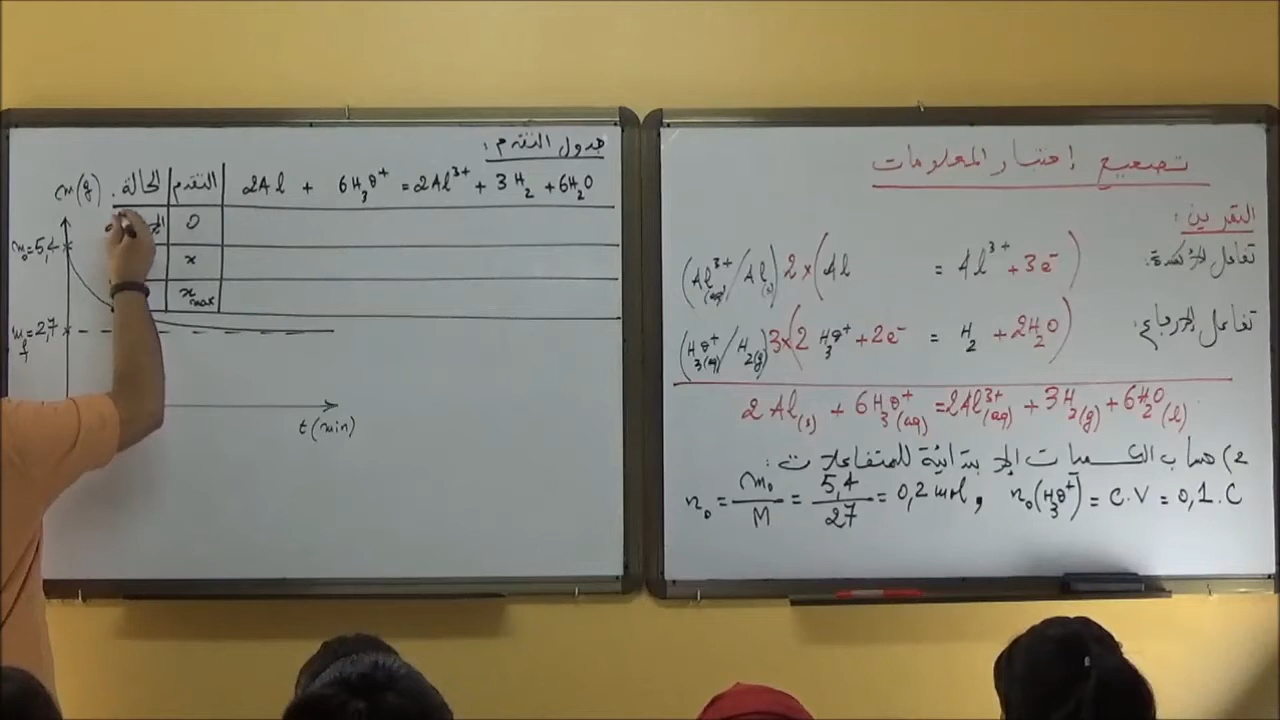 تصحيح إختبار المعلومات
التمرين:
تفاعل الأكسدة:
(Al³⁺(aq)/Al(s)) 2×(Al = Al³⁺ + 3e⁻)
تفاعل الإرجاع:
(H₃O⁺(aq)/H₂(g)) 3×(2H₃O⁺ + 2e⁻ = H₂ + 2H₂O)
2Al(s) + 6H₃O⁺(aq) = 2Al³⁺(aq) + 3H₂(g) + 6H₂O(l)
2) حساب الكميات الإبتدائية للمتفاعلات:
n₀ = m₀/M = 5,4/27 = 0,2 mol , n₀(H₃O⁺) = C.V = 0,1.C
جدول التقدم:
الحالة التقدم 2Al + 6H₃O⁺ = 2Al³⁺ + 3H₂ + 6H₂O
0
x
xmax
m(g)
m₀=5,4
mf=2,7
t(min)